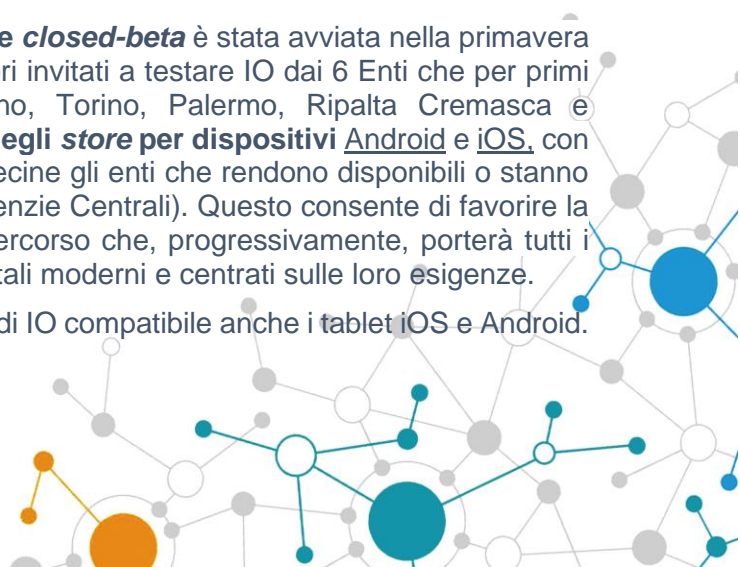 e closed-beta è stata avviata nella primavera
ri invitati a testare IO dai 6 Enti che per primi
no, Torino, Palermo, Ripalta Cremasca e
egli store per dispositivi Android e iOS, con
ecine gli enti che rendono disponibili o stanno
enzie Centrali). Questo consente di favorire la
ercorso che, progressivamente, porterà tutti i
tali moderni e centrati sulle loro esigenze.
di IO compatibile anche i tablet iOS e Android.